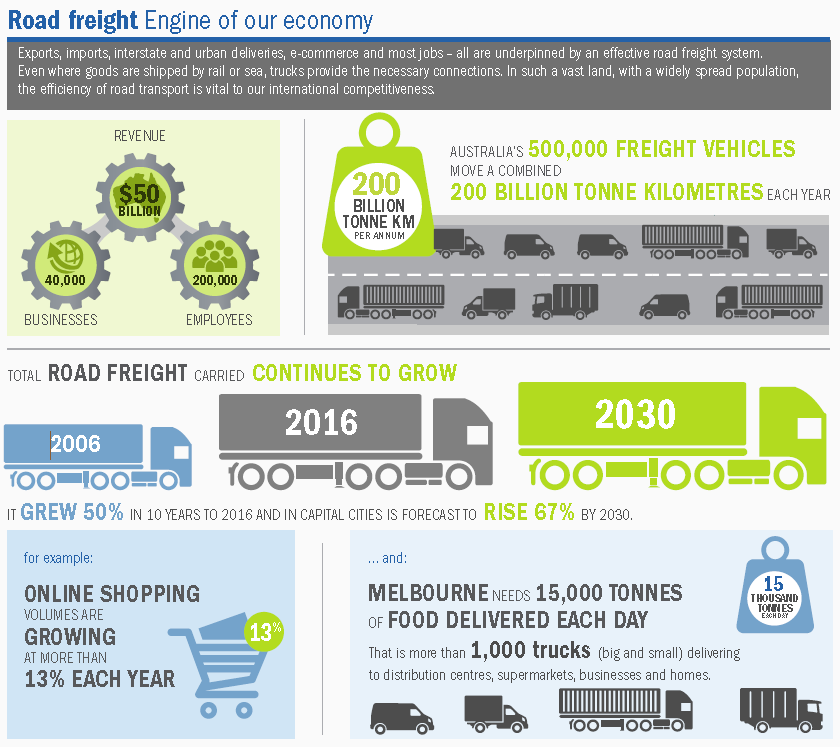 Road freight Engine of our economy
Exports, imports, interstate and urban deliveries, e-commerce and most jobs – all are underpinned by an effective road freight system.
Even where goods are shipped by rail or sea, trucks provide the necessary connections. In such a vast land, with a widely spread population,
the efficiency of road transport is vital to our international competitiveness.
REVENUE
$50
BILLION
40,000
200,000
BUSINESSES
EMPLOYEES
200
BILLION
TONNE KM
PER ANNUM
AUSTRALIA'S 500,000 FREIGHT VEHICLES
MOVE A COMBINED
200 BILLION TONNE KILOMETRES EACH YEAR
TOTAL ROAD FREIGHT CARRIED CONTINUES TO GROW
2006
2016
2030
IT GREW 50% IN 10 YEARS TO 2016 AND IN CAPITAL CITIES IS FORECAST TO RISE 67% BY 2030.
for example:
ONLINE SHOPPING
VOLUMES ARE
GROWING
AT MORE THAN
13% EACH YEAR
13%
... and:
MELBOURNE NEEDS 15,000 TONNES
OF FOOD DELIVERED EACH DAY
That is more than 1,000 trucks (big and small) delivering
to distribution centres, supermarkets, businesses and homes.
15
THOUSAND
TONNES
EACH DAY